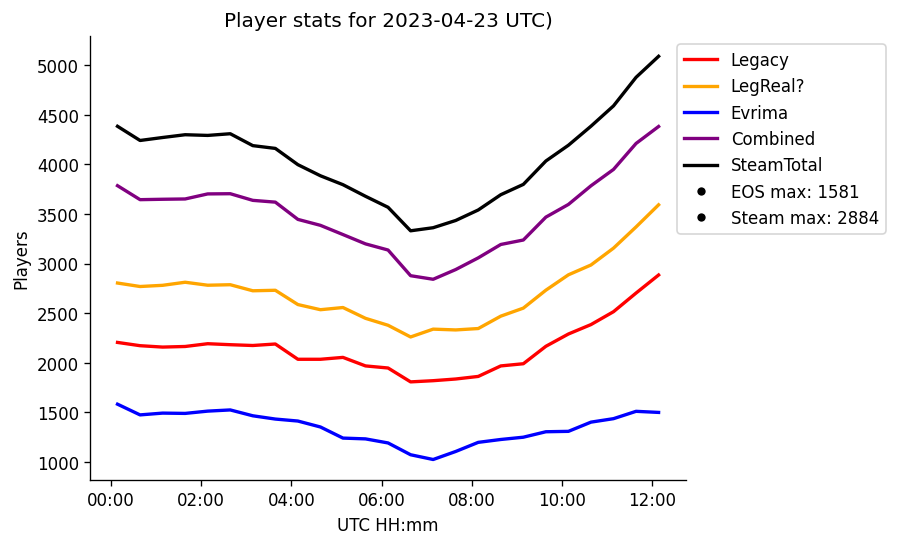 Player stats for 2023-04-23 UTC)
5000
4500
4000
3500
3000
2500
2000
1500
1000
Players
00:00 02:00 04:00 06:00 08:00 10:00 12:00
UTC HH:mm
Legacy
LegReal?
Evrima
Combined
SteamTotal
EOS max: 1581
Steam max: 2884